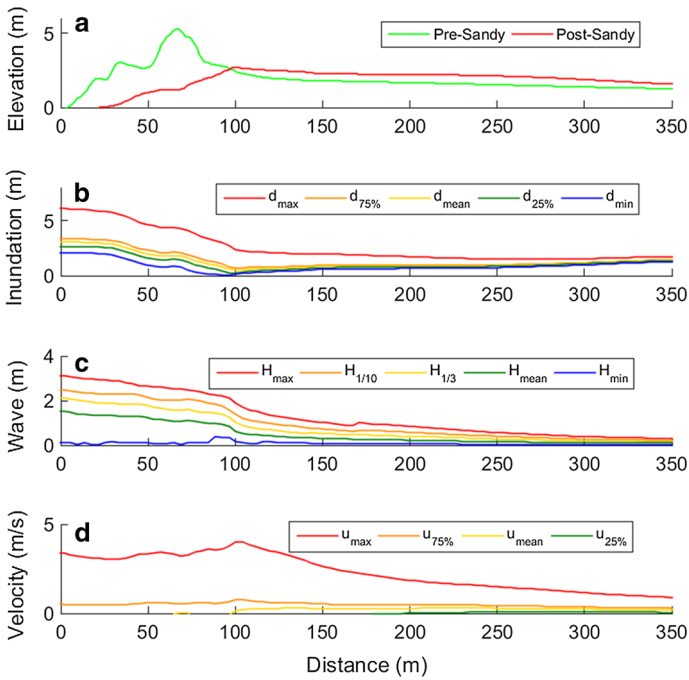 a
Elevation (m)
5
0
Pre-Sandy Post-Sandy
0 50 100 150 200 250 300 350
b
Inundation (m)
5
0
dmax d75% dmean d25% dmin
0 50 100 150 200 250 300 350
c
Wave (m)
4
2
0
Hmax H1/10 H1/3 Hmean Hmin
0 50 100 150 200 250 300 350
d
Velocity (m/s)
5
0
umax u75% umean u25%
0 50 100 150 200 250 300 350
Distance (m)